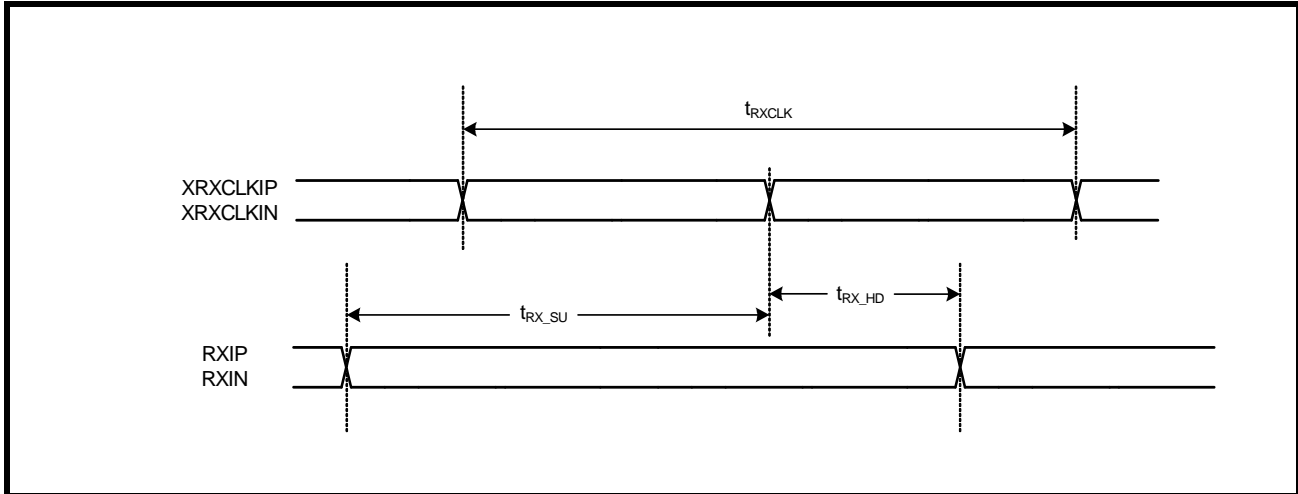 tRXCLK
XRXCLKIP
XRXCLKIN
tRX_HD
tRX_SU
RXIP
RXIN